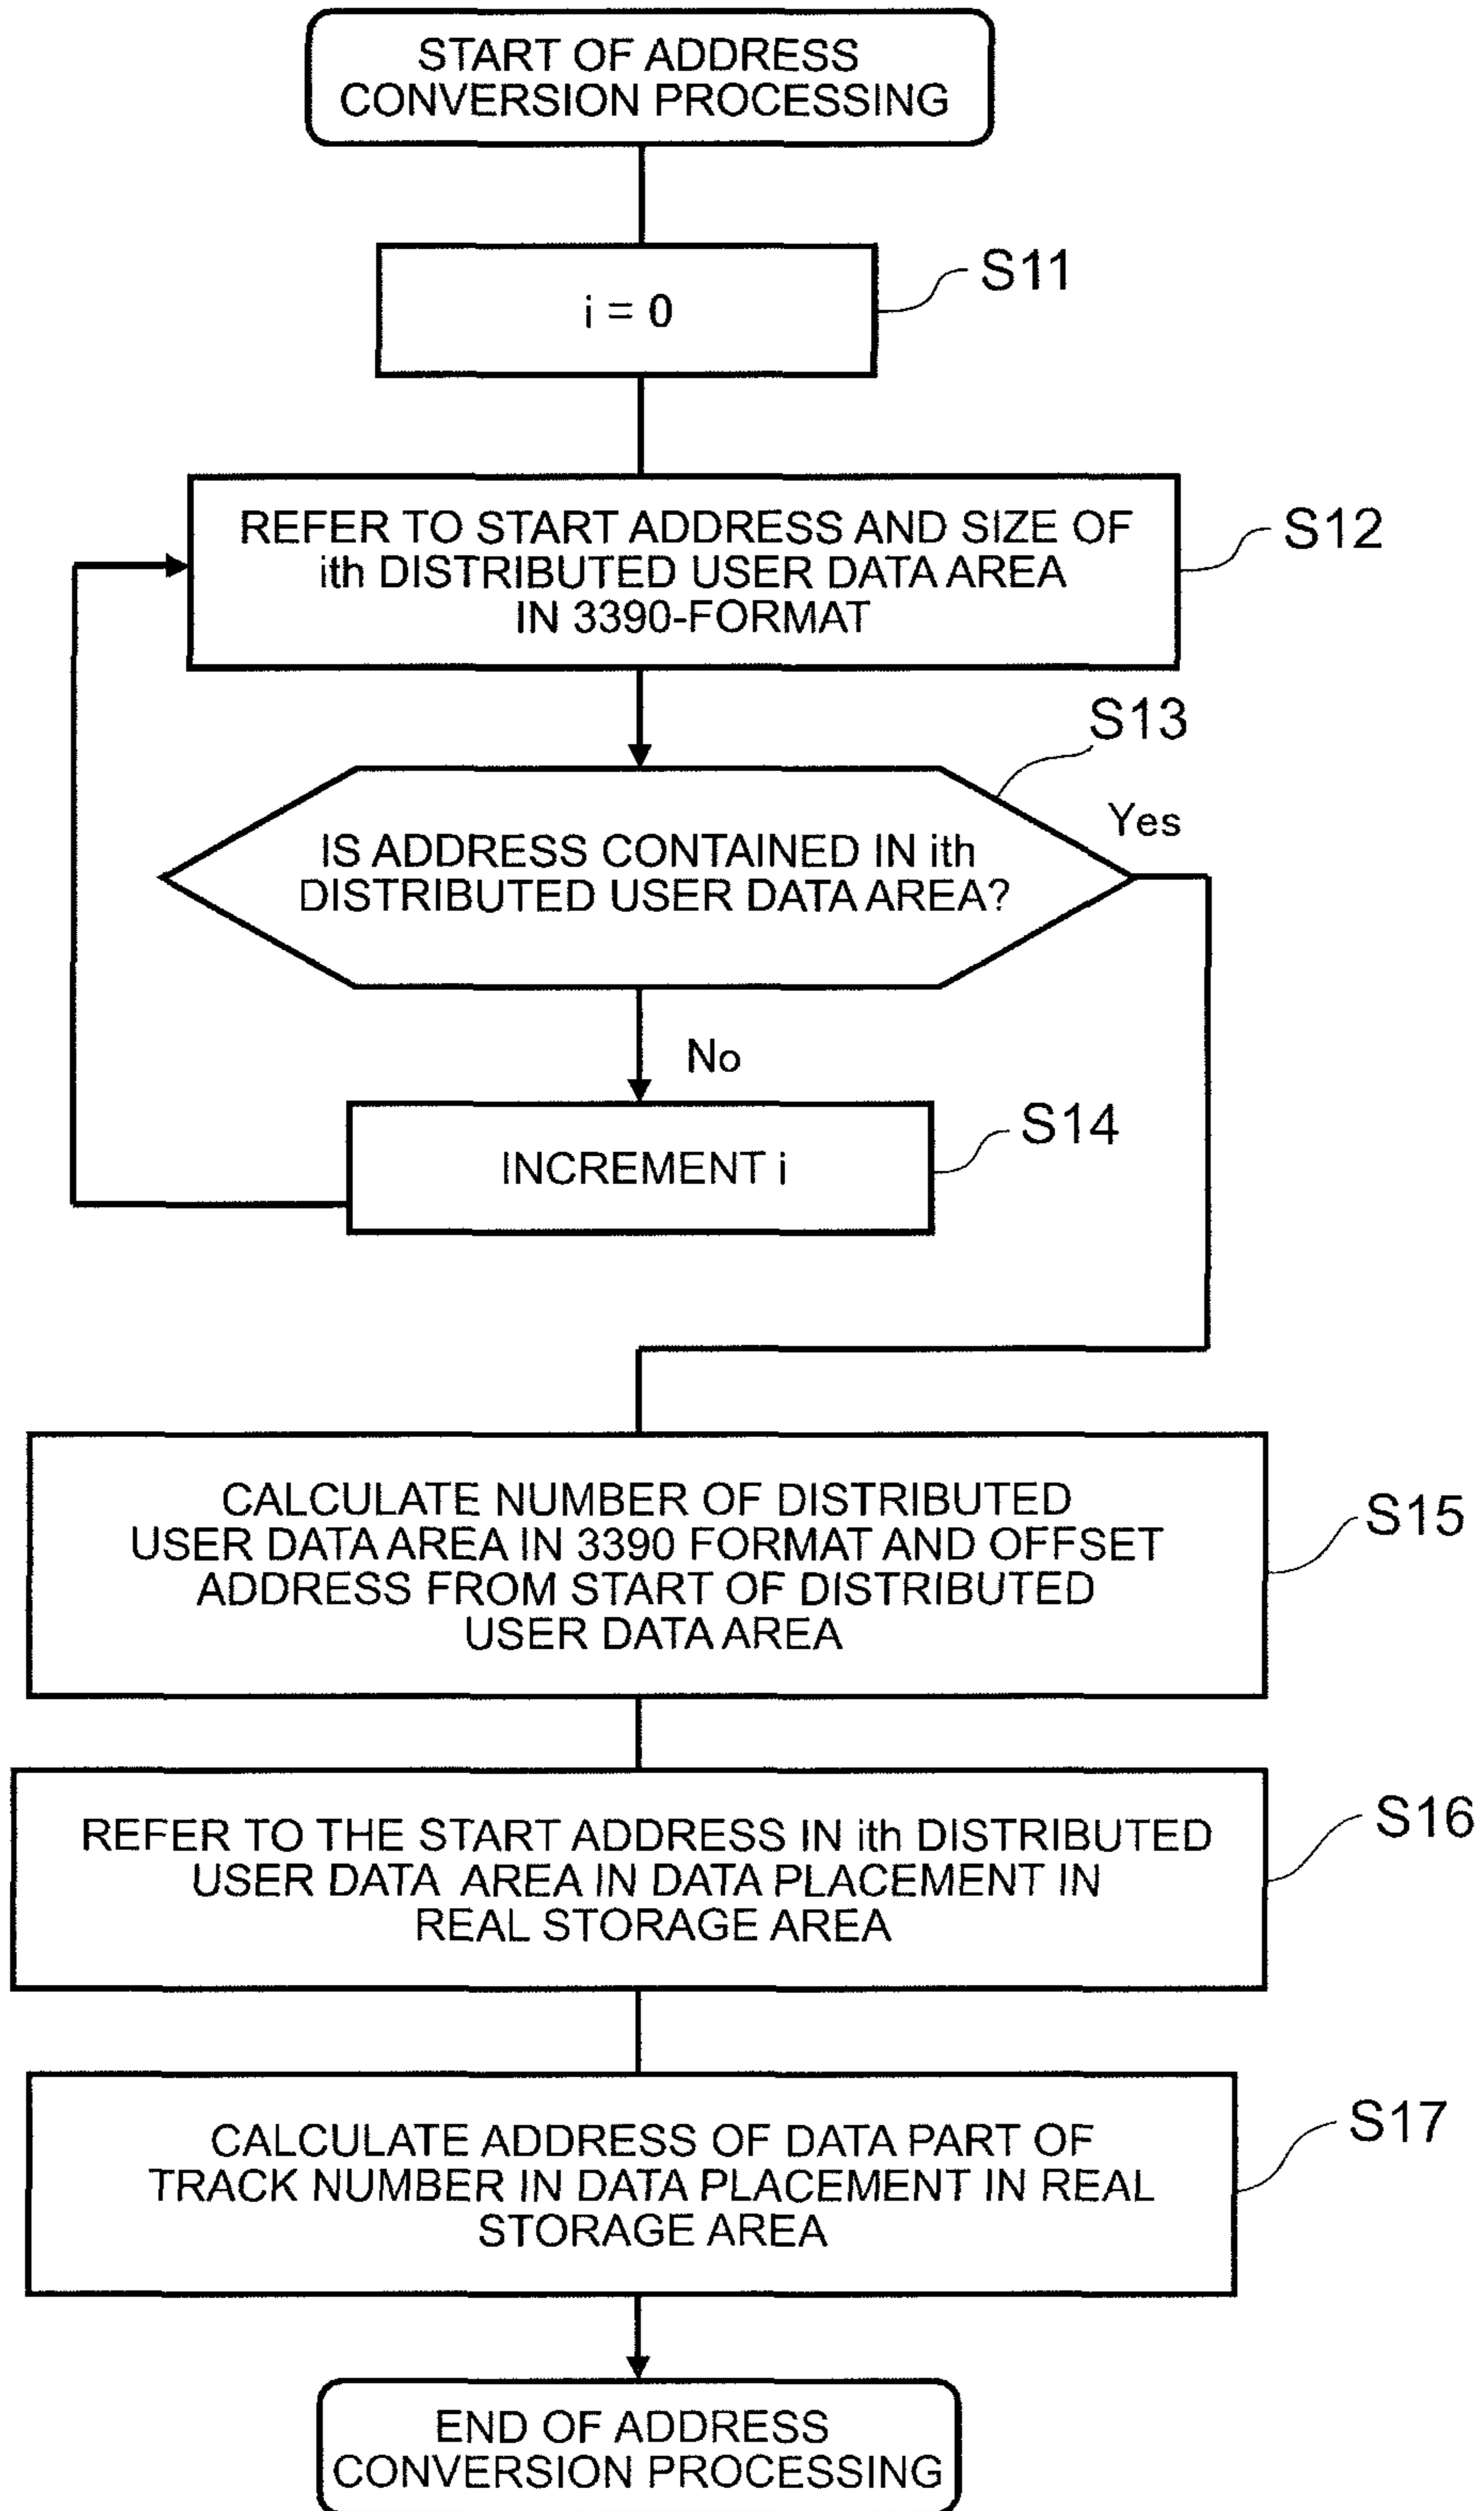 START OF ADDRESS
CONVERSION PROCESSING
i = 0
S11
REFER TO START ADDRESS AND SIZE OF
ith DISTRIBUTED USER DATA AREA
IN 3390-FORMAT
S12
S13
IS ADDRESS CONTAINED IN ith
DISTRIBUTED USER DATA AREA?
Yes
No
INCREMENT i
S14
CALCULATE NUMBER OF DISTRIBUTED
USER DATA AREA IN 3390 FORMAT AND OFFSET
ADDRESS FROM START OF DISTRIBUTED
USER DATA AREA
S15
REFER TO THE START ADDRESS IN ith DISTRIBUTED
USER DATA AREA IN DATA PLACEMENT IN
REAL STORAGE AREA
S16
CALCULATE ADDRESS OF DATA PART OF
TRACK NUMBER IN DATA PLACEMENT IN REAL
STORAGE AREA
S17
END OF ADDRESS
CONVERSION PROCESSING